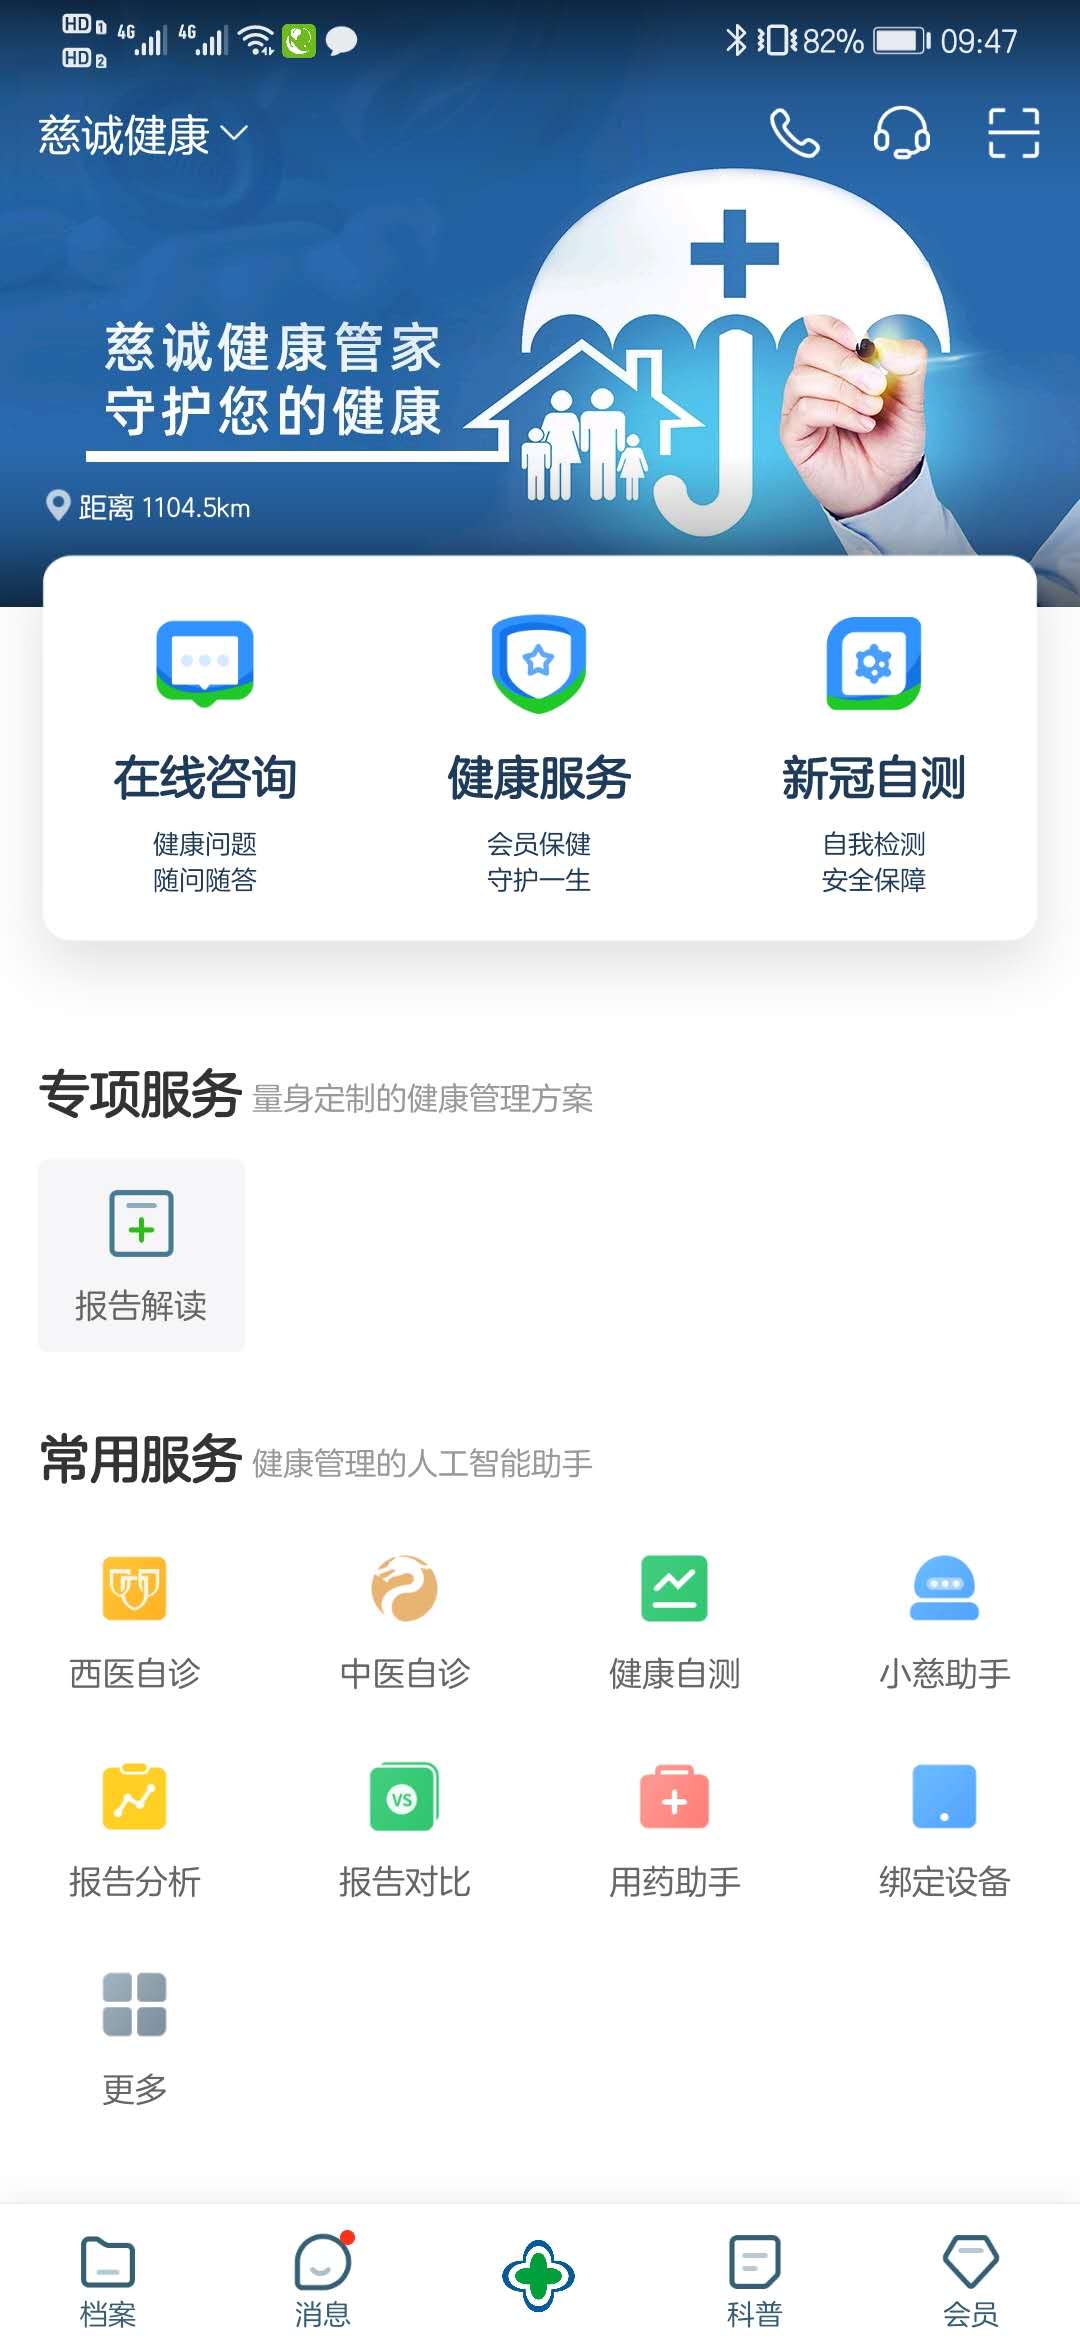 HD 1 4G 4G
HD 2
82% 09:47
慈诚健康
慈诚健康管家
守护您的健康
距离 1104.5km
在线咨询 健康服务 新冠自测
健康问题 会员保健 自我检测
随问随答 守护一生 安全保障
专项服务 量身定制的健康管理方案
报告解读
常用服务 健康管理的人工智能助手
西医自诊 中医自诊 健康自测 小慈助手
VS
报告分析 报告对比 用药助手 绑定设备
更多
档案 消息 科普 会员